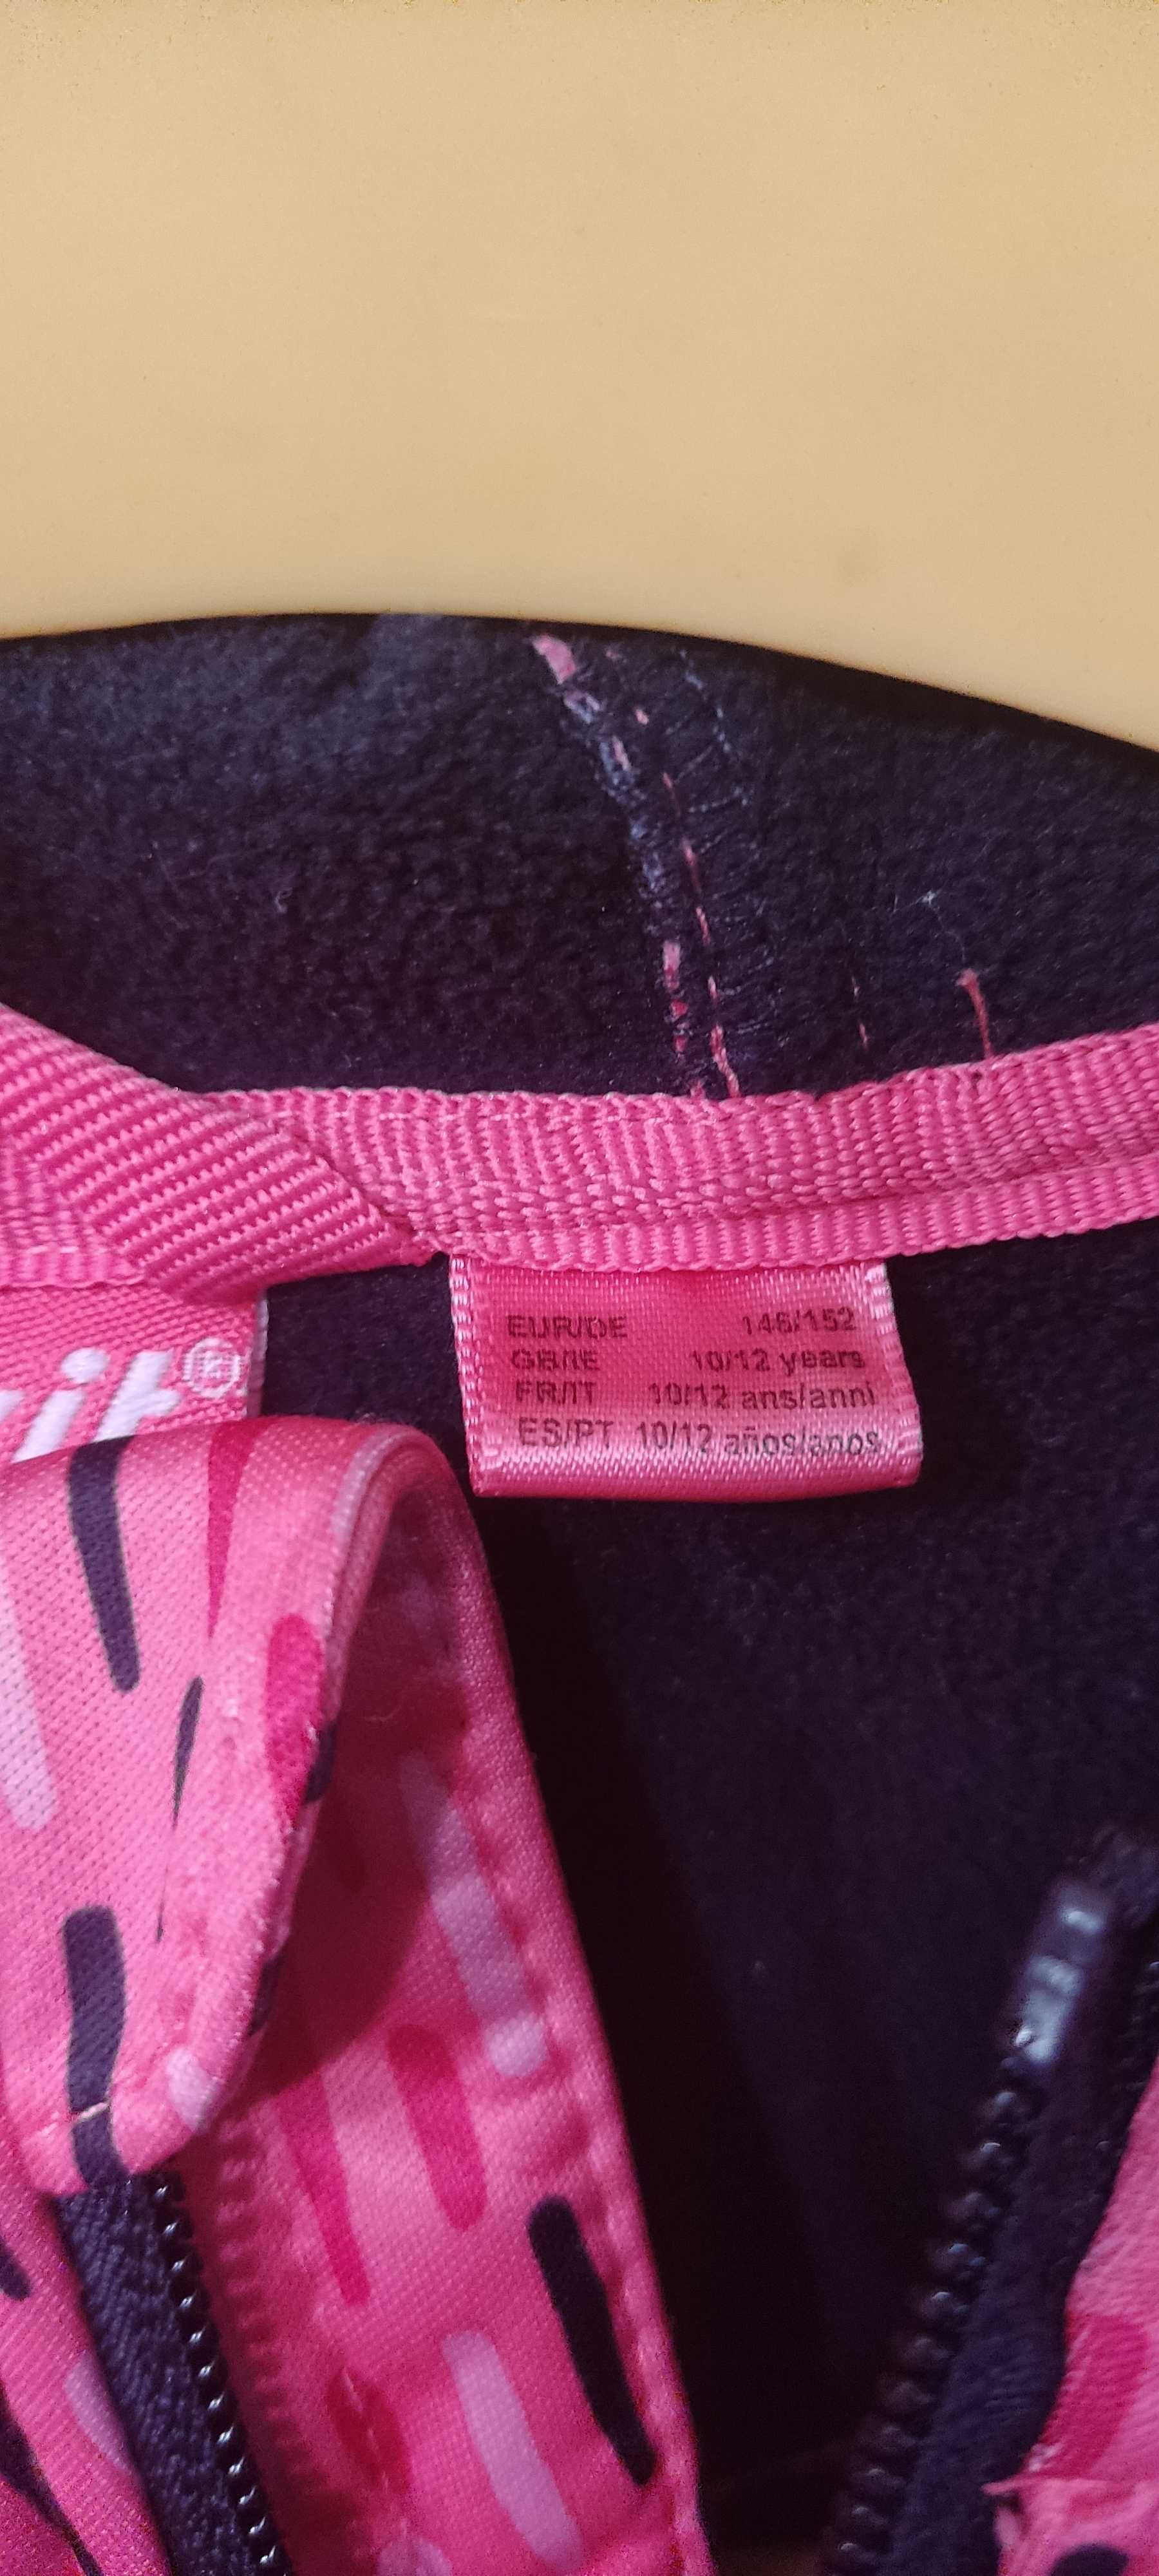 EUR/DE 146/152
GB/IE 10/12 years
FR/IT 10/12 ans/anni
ES/PT 10/12 años/anos